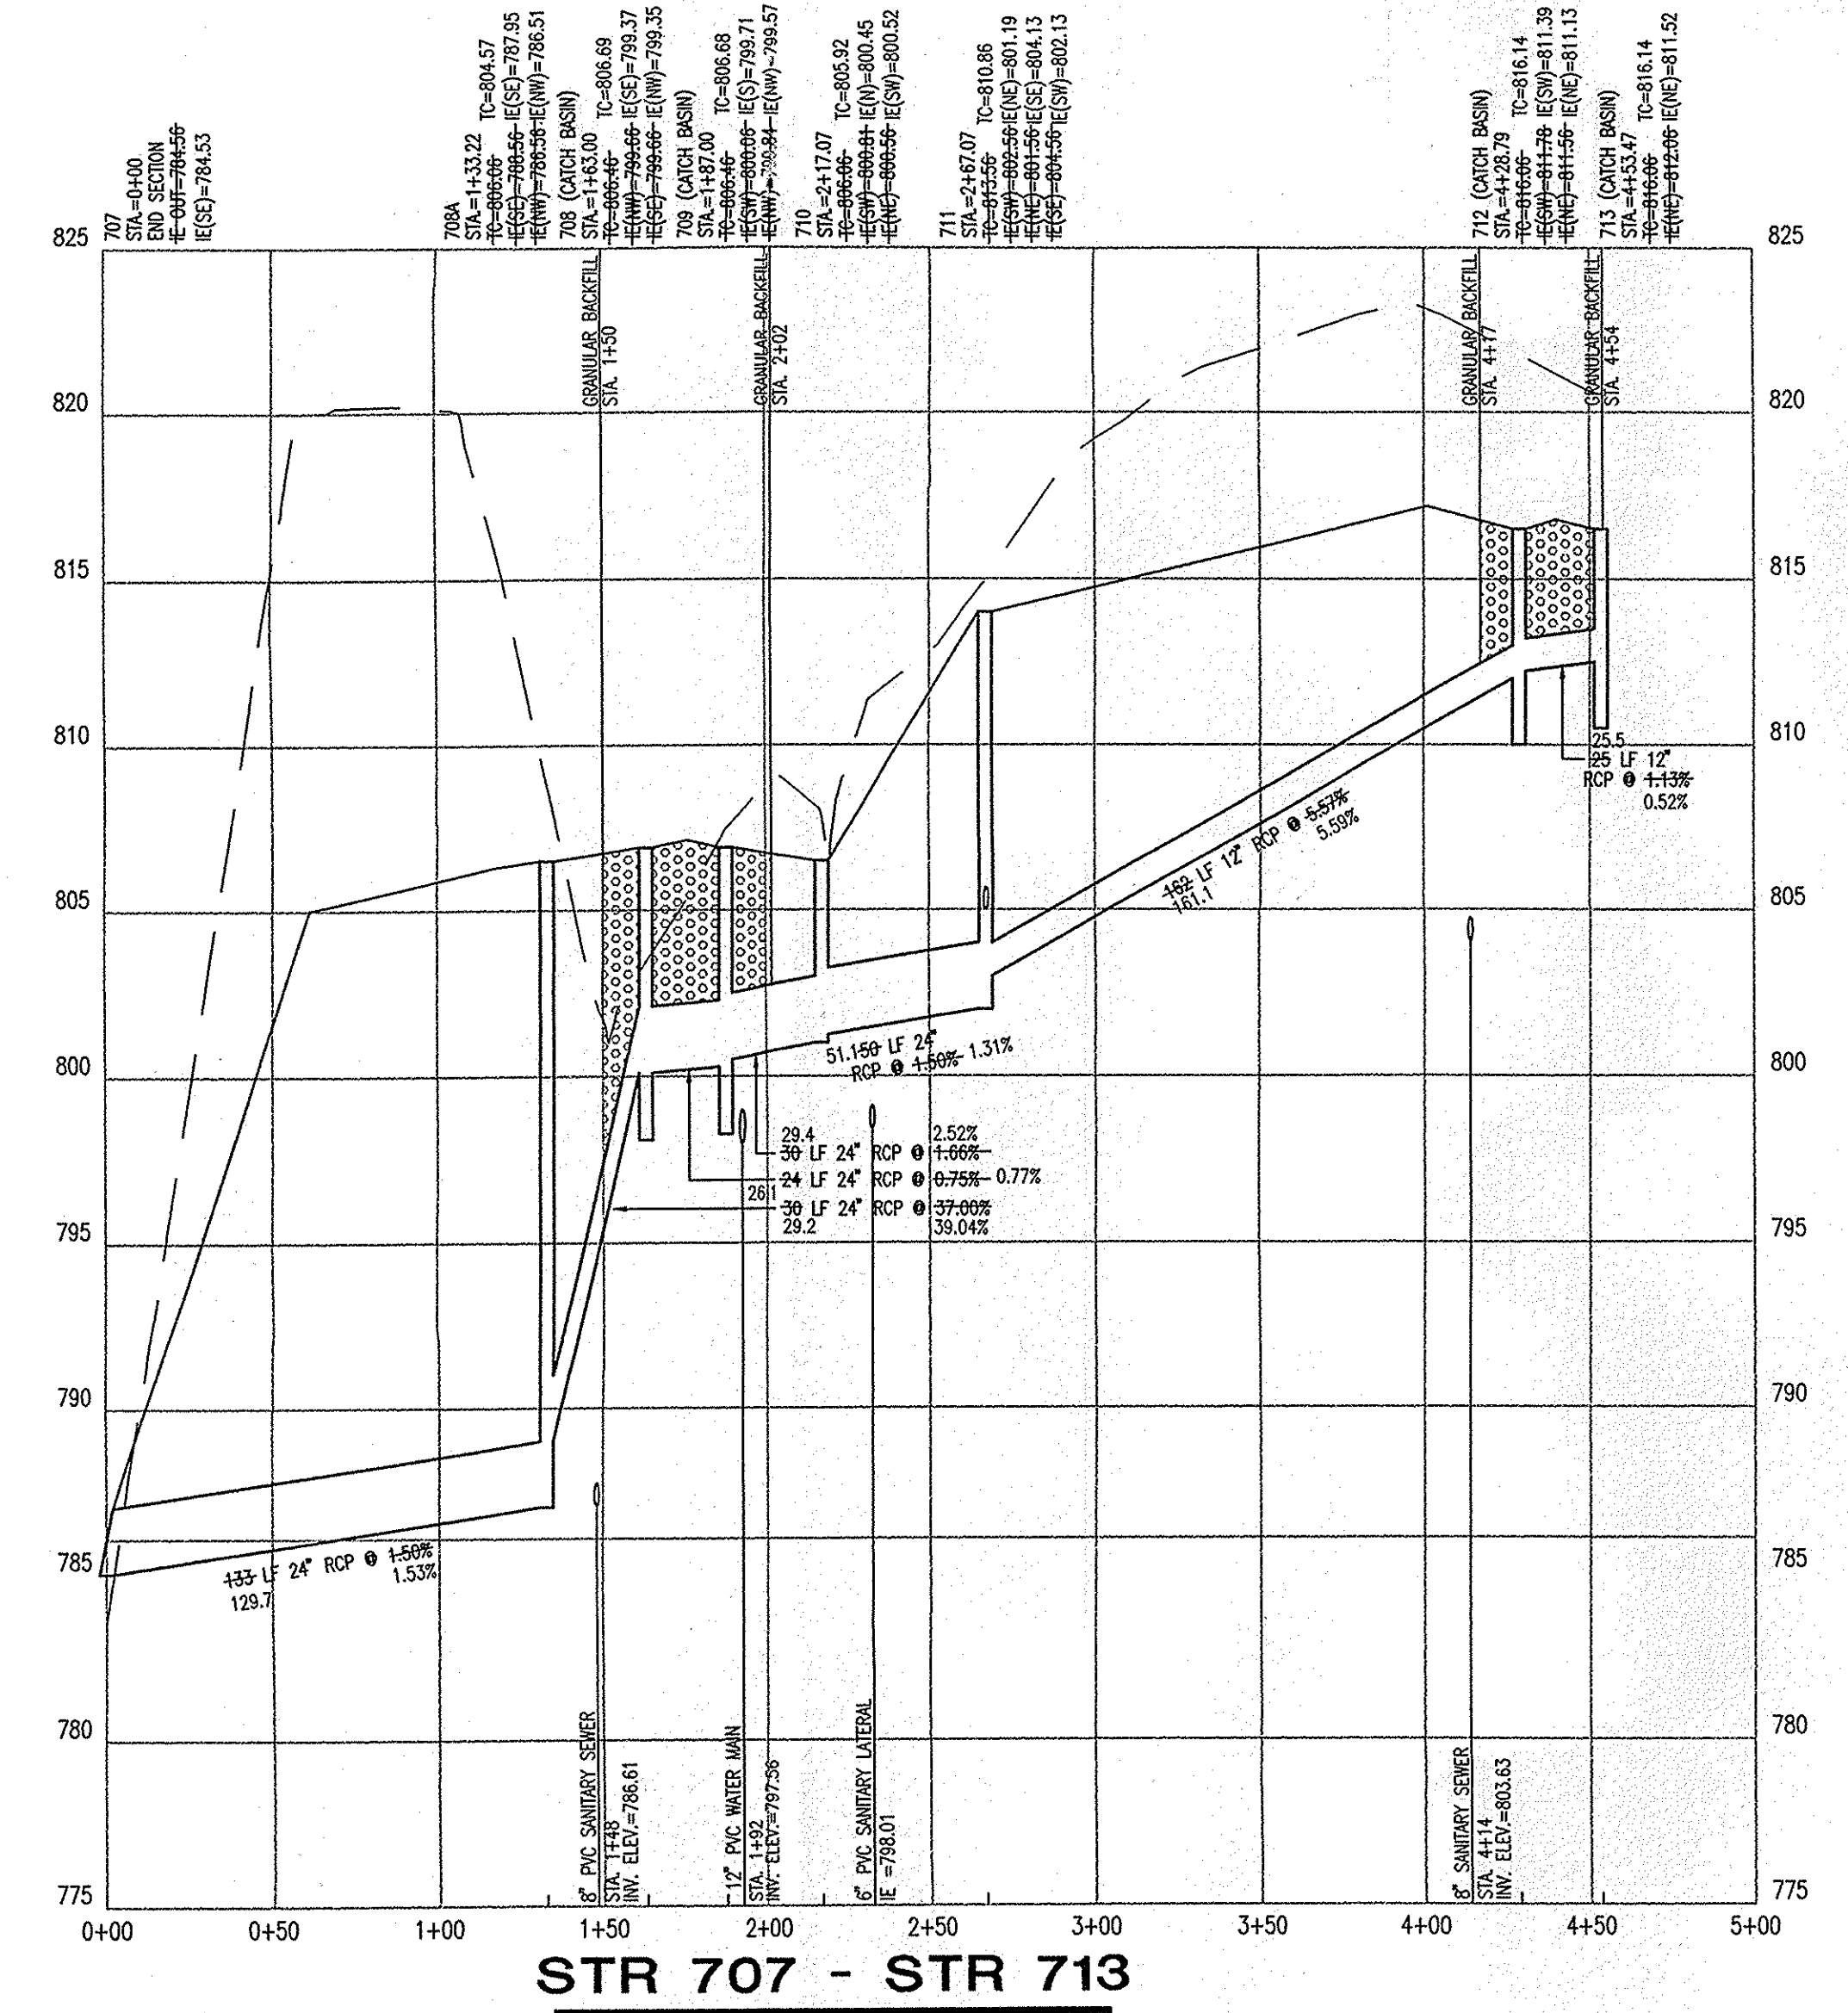 707
STA.=0+00
END SECTION
IE OUT=784.56
IE(SE)=784.53
708A
STA.=1+33.22
TC=806.06 TC=804.57
IE(SE)=788.56 IE(SE)=787.95
IE(NW)=786.56 IE(NW)=786.51
708 (CATCH BASIN)
STA.=1+63.00
TC=806.46 TC=806.69
IE(NW)=799.66 IE(SE)=799.37
IE(SE)=799.66 IE(NW)=799.35
709 (CATCH BASIN)
STA.=1+87.00
TC=806.46 TC=806.68
IE(SW)=800.06 IE(S)=799.71
IE(NW)= IE(NW)=799.57
710
STA.=2+17.07
TC=806.06 TC=805.92
IE(SW)=800.81 IE(N)=800.45
IE(NE)=800.56 IE(SW)=800.52
711
STA.=2+67.07
TC=813.56 TC=810.86
IE(SW)=802.56 IE(NE)=801.19
IE(NE)=801.56 IE(SE)=804.13
IE(SE)=804.56 IE(SW)=802.13
712 (CATCH BASIN)
STA.=4+28.79
TC=816.06 TC=816.14
IE(SW)=811.78 IE(SW)=811.39
IE(NE)=811.56 IE(NE)=811.13
713 (CATCH BASIN)
STA.=4+53.47
TC=816.06 TC=816.14
IE(NE)=812.06 IE(NE)=811.52
825 825
GRANULAR BACKFILL
STA. 1+50
GRANULAR BACKFILL
STA. 2+02
GRANULAR BACKFILL
STA. 4+17
GRANULAR BACKFILL
STA. 4+54
820 820
815 815
810 810
25.5
25 LF 12"
RCP @ 1.13%
0.52%
162 LF 12" RCP @ 5.57%
161.1 5.59%
805 805
51.1 50 LF 24"
RCP @ 1.50% 1.31%
800 800
29.4 2.52%
30 LF 24" RCP @ 1.66%
24 LF 24" RCP @ 0.75% 0.77%
26.1
30 LF 24" RCP @ 37.00%
29.2 39.04%
795 795
790 790
785 785
133 LF 24" RCP @ 1.50%
129.7 1.53%
780 780
8" PVC SANITARY SEWER
STA. 1+48
INV. ELEV.=786.61
12" PVC WATER MAIN
STA. 1+92
INV. ELEV.=797.56
6" PVC SANITARY LATERAL
IE =798.01
8" SANITARY SEWER
STA. 4+14
INV. ELEV.=803.63
775 775
0+00 0+50 1+00 1+50 2+00 2+50 3+00 3+50 4+00 4+50 5+00
STR 707 - STR 713